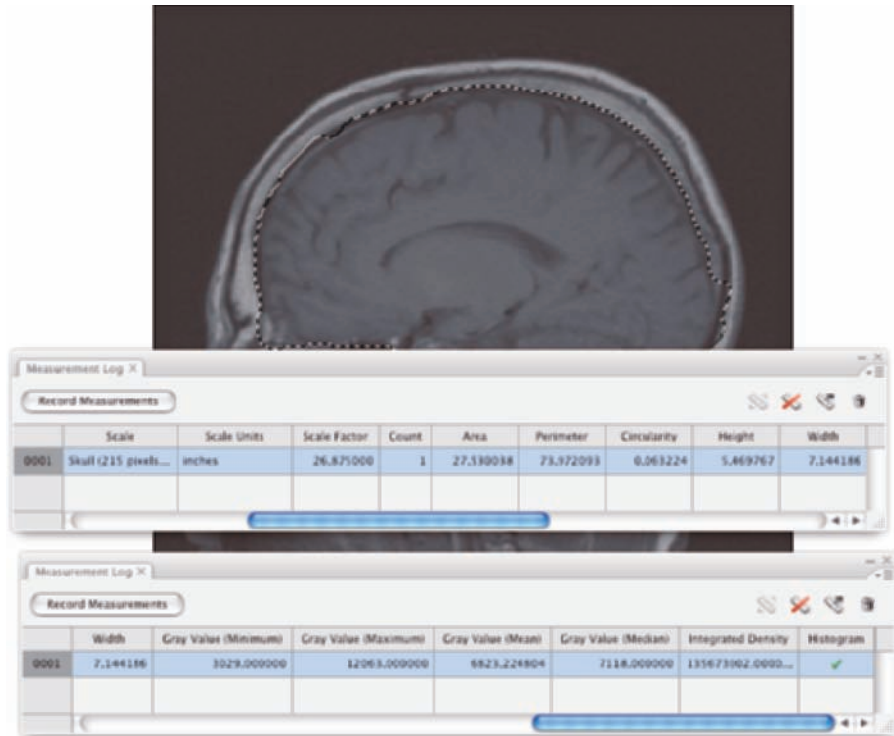 Measurement Log X
Record Measurements
Scale Scale Units Scale Factor Count Area Perimeter Circularity Height Width
0001 Skull (215 pixels... inches 26.875000 1 27.530038 73.972093 0.063224 5.469767 7.144186
Measurement Log X
Record Measurements
Width Gray Value (Minimum) Gray Value (Maximum) Gray Value (Mean) Gray Value (Median) Integrated Density Histogram
0001 7.144186 3029.000000 12063.000000 6823.224804 7118.000000